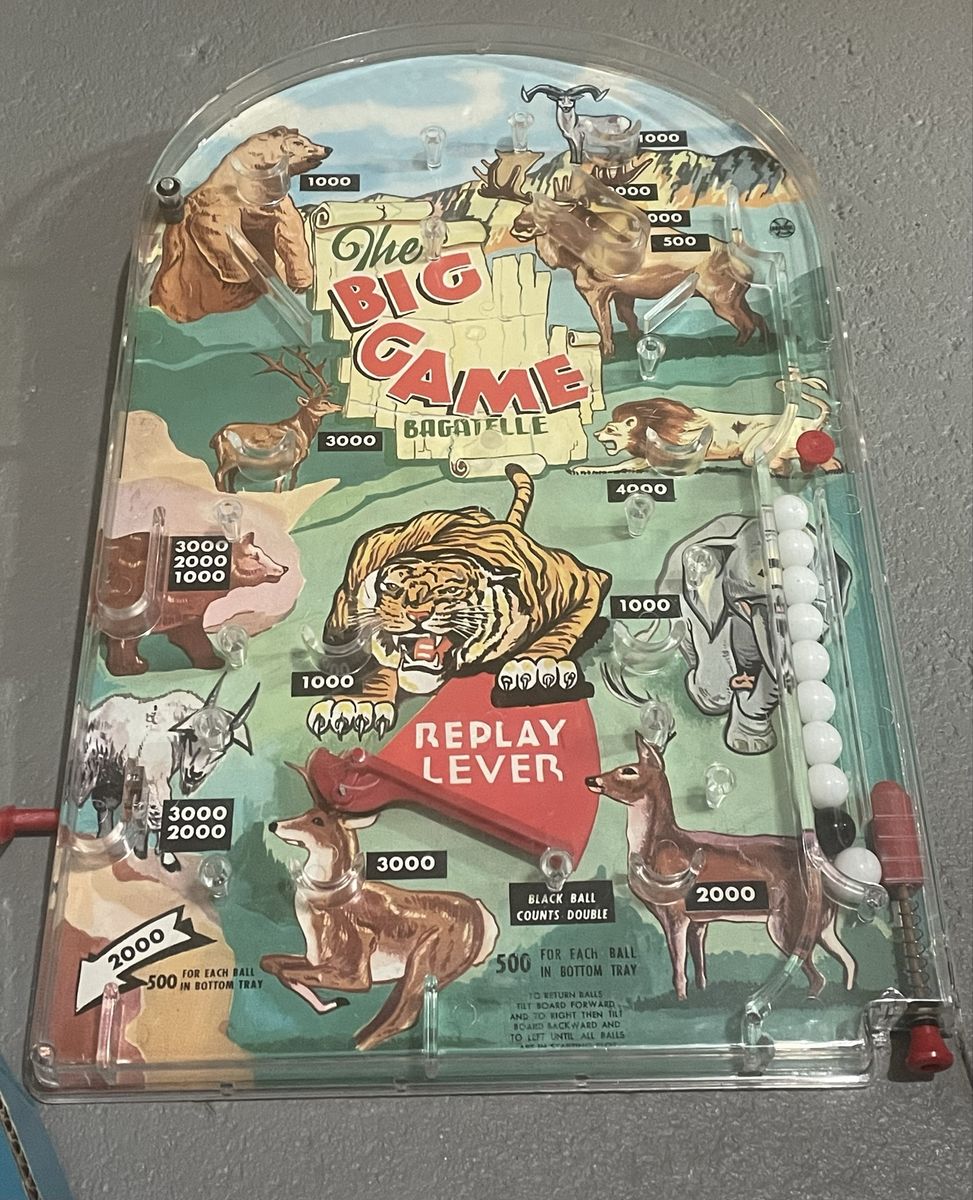 1000
1000
500
The
BIG
GAME
BAGATELLE
3000
4000
3000
2000
1000
1000
1000
REPLAY
LEVER
3000
2000
3000
2000
BLACK BALL
COUNTS DOUBLE
2000
500 FOR EACH BALL
IN BOTTOM TRAY
500 FOR EACH BALL
IN BOTTOM TRAY
TO RETURN BALLS
TILT BOARD FORWARD
AND TO RIGHT THEN TILT
BOARD BACKWARD AND
TO LEFT UNTIL ALL BALLS